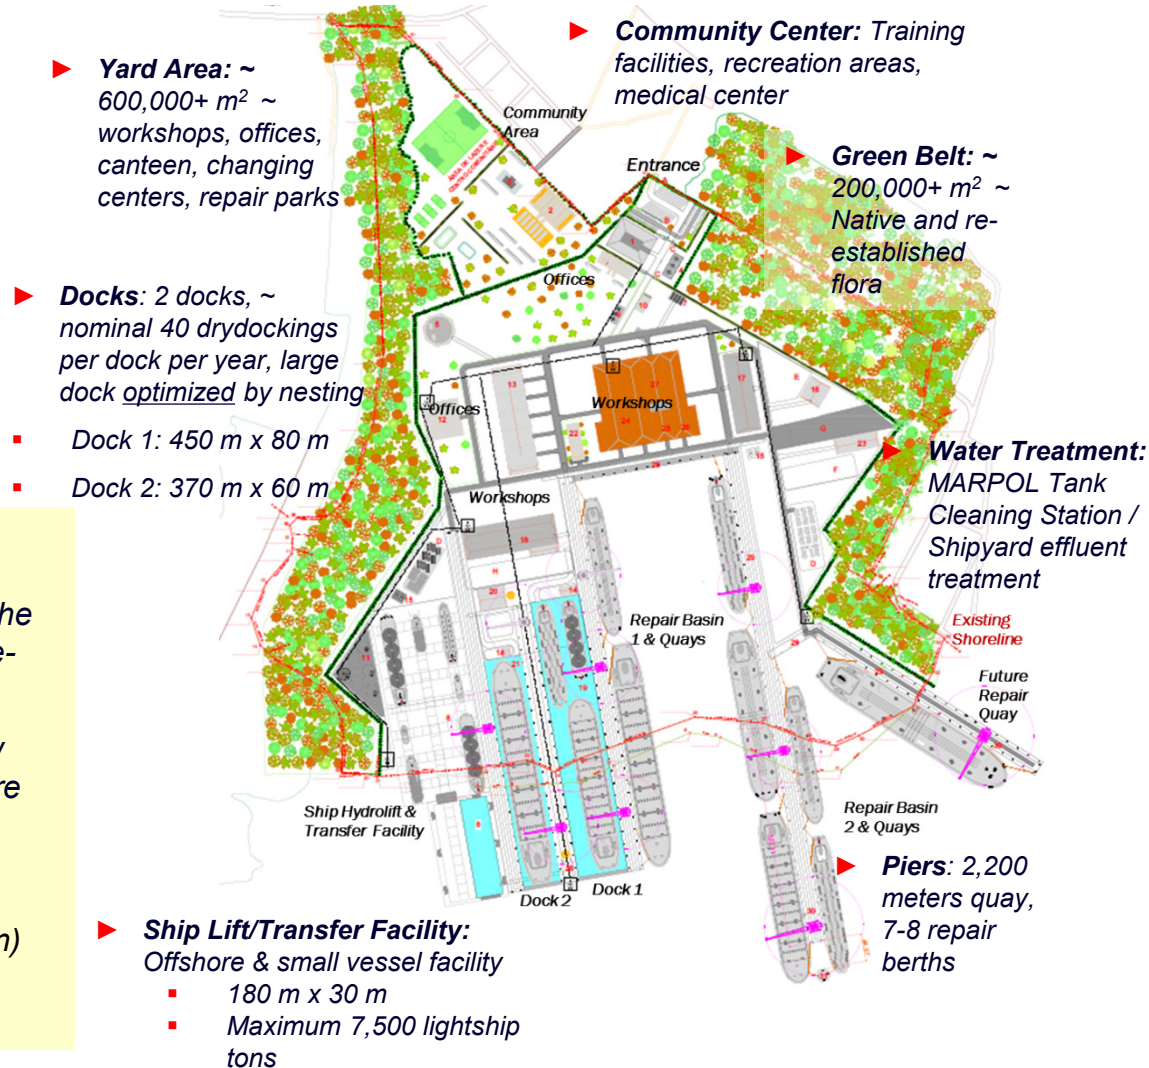 ► Community Center: Training
facilities, recreation areas,
medical center
► Yard Area: ~
600,000+ m² ~
workshops, offices,
canteen, changing
centers, repair parks
Community
Area
Entrance
► Green Belt: ~
200,000+ m² ~
Native and re-
established
flora
Offices
► Docks: 2 docks, ~
nominal 40 drydockings
per dock per year, large
dock optimized by nesting
▪ Dock 1: 450 m x 80 m
▪ Dock 2: 370 m x 60 m
Offices
Workshops
Workshops
► Water Treatment:
MARPOL Tank
Cleaning Station /
Shipyard effluent
treatment
Repair Basin
1 & Quays
Existing
Shoreline
Future
Repair
Quay
Ship Hydrolift &
Transfer Facility
Repair Basin
2 & Quays
Dock 2
Dock 1
► Piers: 2,200
meters quay,
7-8 repair
berths
► Ship Lift/Transfer Facility:
Offshore & small vessel facility
▪ 180 m x 30 m
▪ Maximum 7,500 lightship
tons